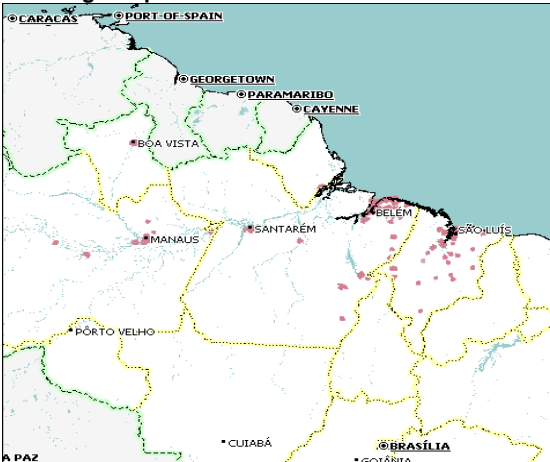 CARACAS
PORT-OF-SPAIN
GEORGETOWN
PARAMARIBO
CAYENNE
BOA VISTA
BELÉM
SANTARÉM
SÃO LUÍS
MANAUS
PÔRTO VELHO
CUIABÁ
BRASÍLIA
A PAZ
GOIÂNIA